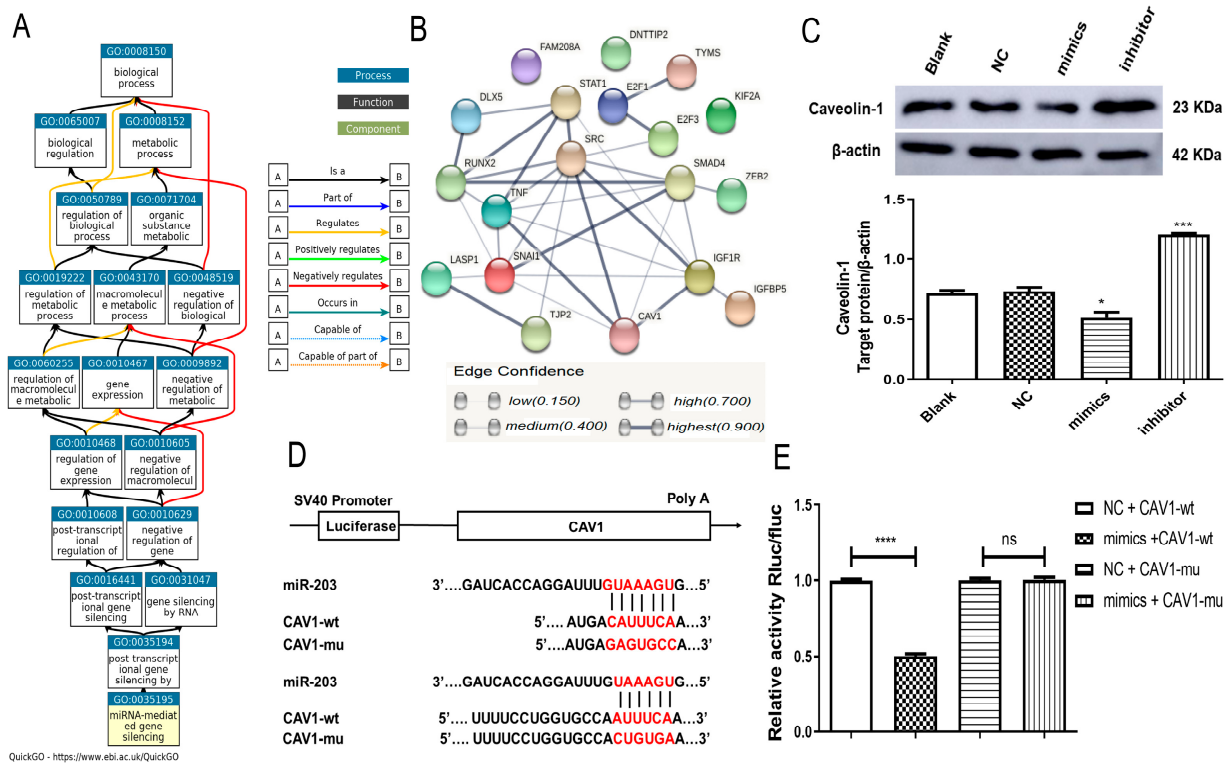 A
GO:0008150
biological
process
GO:0065007
biological
regulation
GO:0008152
metabolic
process
GO:0050789
regulation of
biological
process
GO:0071704
organic
substance
metabolic
GO:0019222
regulation of
metabolic
process
GO:0043170
macromolecul
e metabolic
process
GO:0048519
negative
regulation of
biological
GO:0060255
regulation of
macromolecul
e metabolic
GO:0010467
gene
expression
GO:0009892
negative
regulation of
metabolic
GO:0010468
regulation of
gene
expression
GO:0010605
negative
regulation of
macromolecul
GO:0010608
post-transcript
ional
regulation of
GO:0010629
negative
regulation of
gene
GO:0016441
post-transcript
ional gene
silencing
GO:0031047
gene silencing
by RNA
GO:0035194
post transcript
ional gene
silencing by
GO:0035195
miRNA-mediat
ed gene
silencing
QuickGO - https://www.ebi.ac.uk/QuickGO
Process
Function
Component
A Is a B
A Part of B
A Regulates B
A Positively regulates B
A Negatively regulates B
A Occurs in B
A Capable of B
A Capable of part of B
B
FAM208A
DNTTIP2
TYMS
DLX5
STAT1
E2F1
KIF2A
E2F3
SRC
RUNX2
SMAD4
ZEB2
TNF
LASP1
SNAI1
IGF1R
IGFBP5
TJP2
CAV1
Edge Confidence
low(0.150)
high(0.700)
medium(0.400)
highest(0.900)
C
Blank
NC
mimics
inhibitor
Caveolin-1
23 KDa
β-actin
42 KDa
Caveolin-1
Target protein/β-actin
1.5
1.0
0.5
0.0
*
***
Blank
NC
mimics
inhibitor
D
SV40 Promoter
Poly A
Luciferase
CAV1
miR-203 3’....GAUCACCAGGAUUUGUAAAGUG...5’
CAV1-wt 5’.... AUGACAUUUCAA...3’
CAV1-mu 5’.... AUGAGAGUGCCA...3’
miR-203 3’....GAUCACCAGGAUUUGUAAAGUG...5’
CAV1-wt 5’.... UUUUCCUGGUGCCAAUUUCAA...3’
CAV1-mu 5’.... UUUUCCUGGUGCCACUGUGAA...3’
E
Relative activity Rluc/fluc
1.5
1.0
0.5
0.0
****
ns
NC + CAV1-wt
mimics +CAV1-wt
NC + CAV1-mu
mimics + CAV1-mu